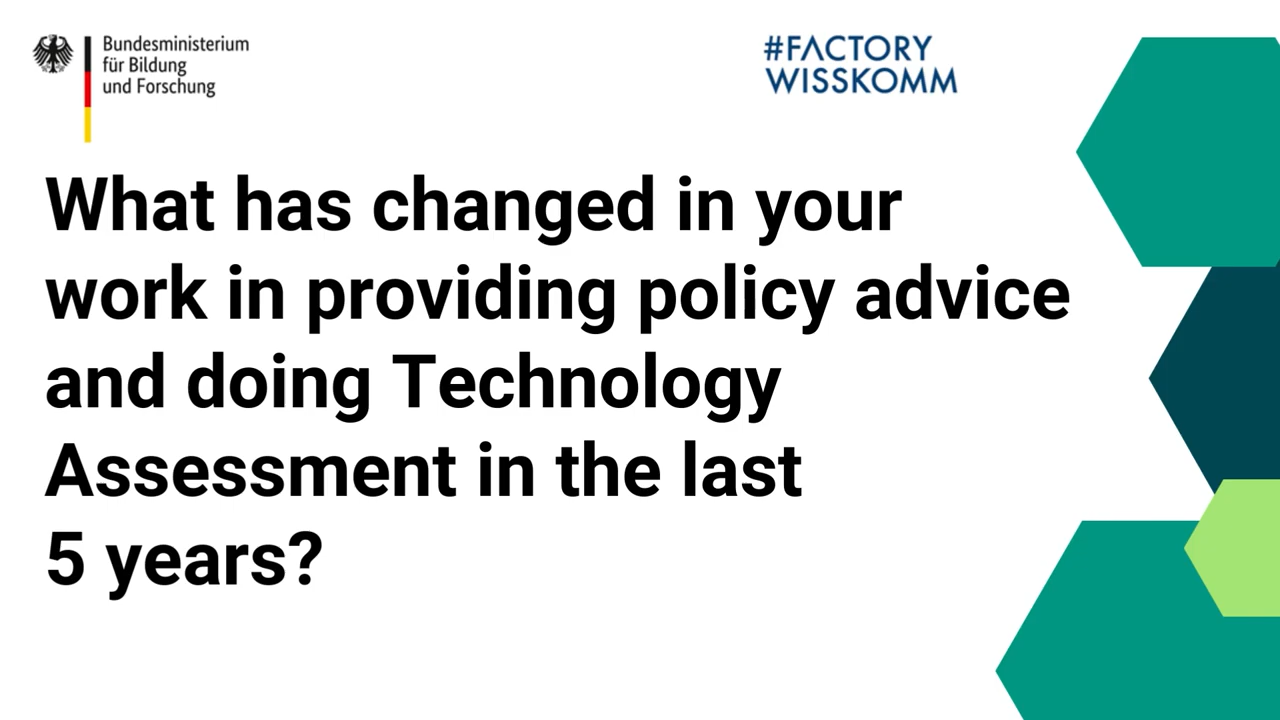 Bundesministerium
für Bildung
und Forschung
#FACTORY
WISSKOMM
What has changed in your
work in providing policy advice
and doing Technology
Assessment in the last
5 years?